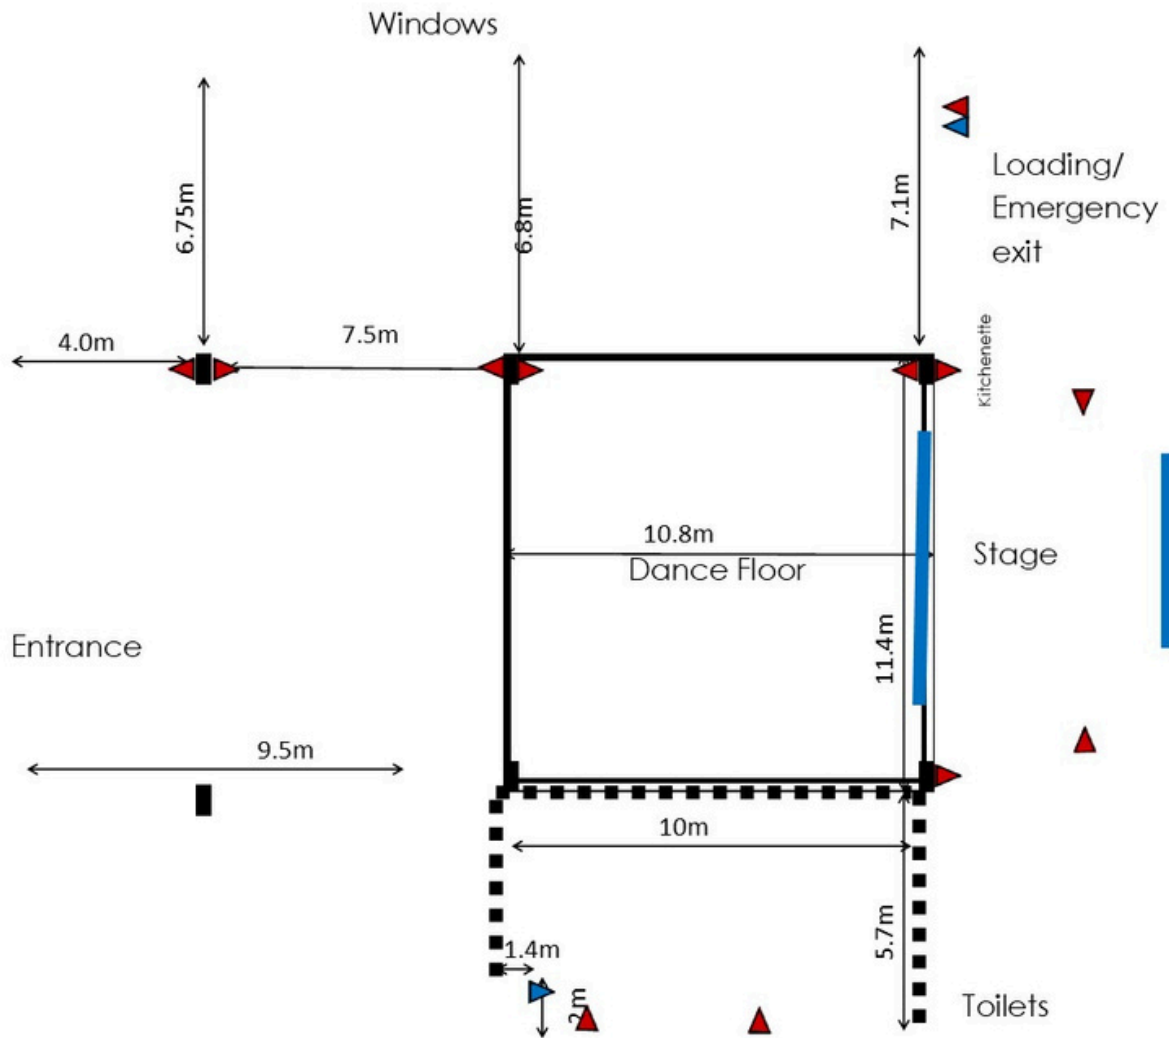 Windows
6.75m
6.8m
7.1m
Loading/
Emergency
exit
4.0m
7.5m
Kitchenette
10.8m
Dance Floor
Stage
11.4m
Entrance
9.5m
10m
5.7m
1.4m
2m
Toilets